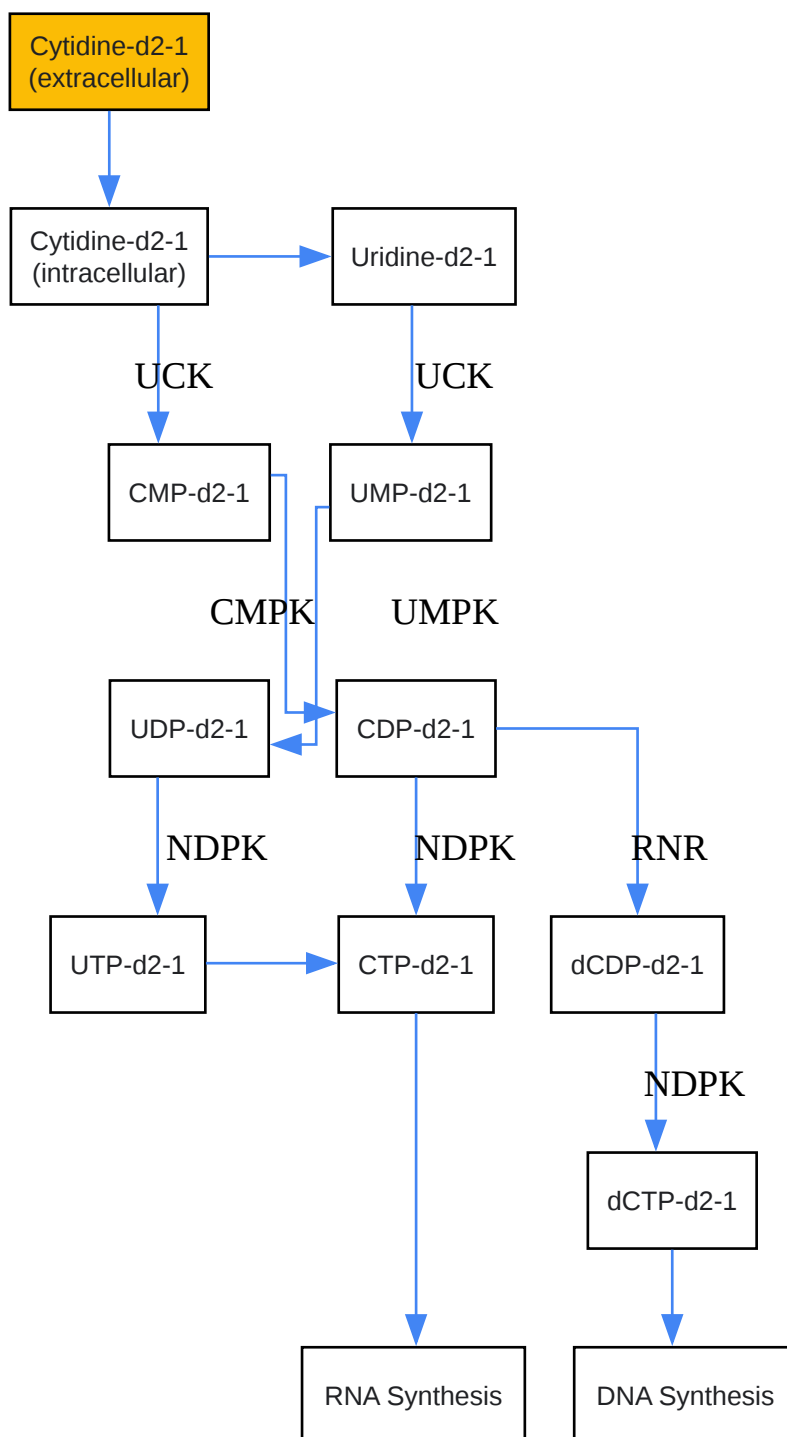 Cytidine-d2-1
(extracellular)
Cytidine-d2-1
(intracellular)
Uridine-d2-1
UCK
UCK
CMP-d2-1
UMP-d2-1
CMPK
UMPK
UDP-d2-1
CDP-d2-1
NDPK
NDPK
RNR
UTP-d2-1
CTP-d2-1
dCDP-d2-1
NDPK
dCTP-d2-1
RNA Synthesis
DNA Synthesis